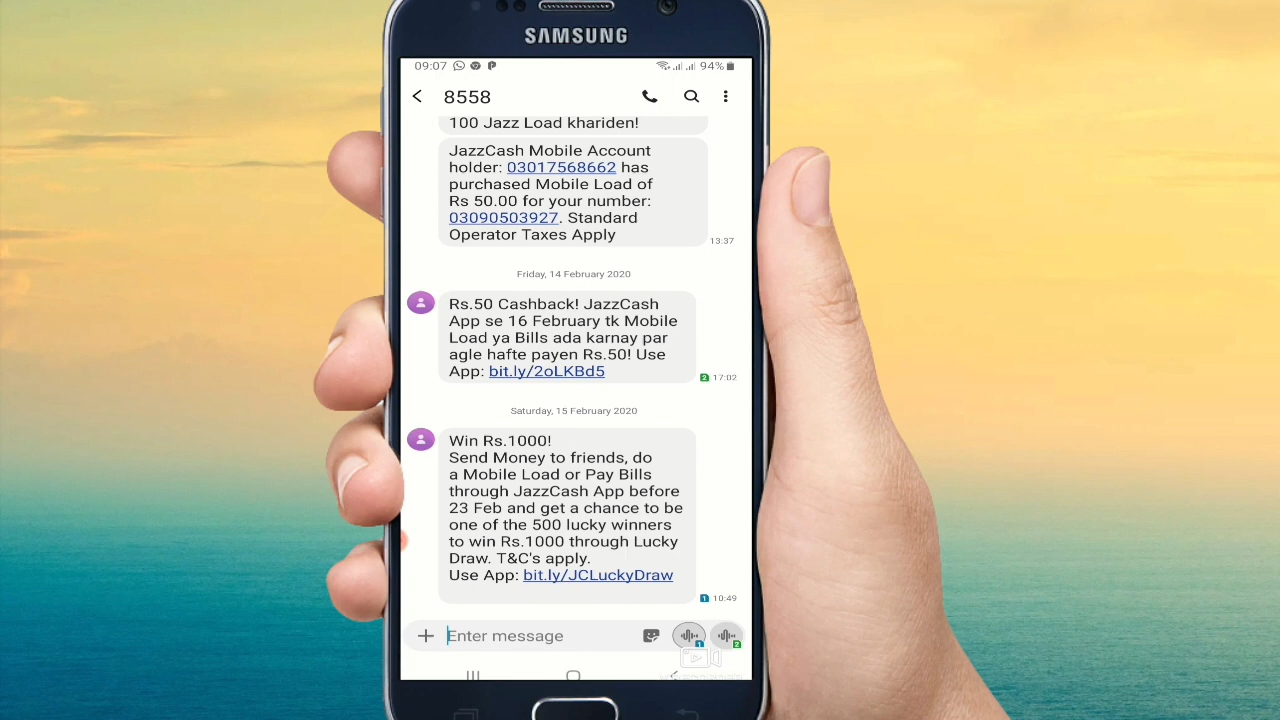 SAMSUNG
09:07 94%
8558
100 Jazz Load khariden!
JazzCash Mobile Account
holder: 03017568662 has
purchased Mobile Load of
Rs 50.00 for your number:
03090503927. Standard
Operator Taxes Apply
13:37
Friday, 14 February 2020
Rs.50 Cashback! JazzCash
App se 16 February tk Mobile
Load ya Bills ada karnay par
agle hafte payen Rs.50! Use
App: bit.ly/2oLKBd5
2 17:02
Saturday, 15 February 2020
Win Rs.1000!
Send Money to friends, do
a Mobile Load or Pay Bills
through JazzCash App before
23 Feb and get a chance to be
one of the 500 lucky winners
to win Rs.1000 through Lucky
Draw. T&C's apply.
Use App: bit.ly/JCLuckyDraw
1 10:49
Enter message
1 2